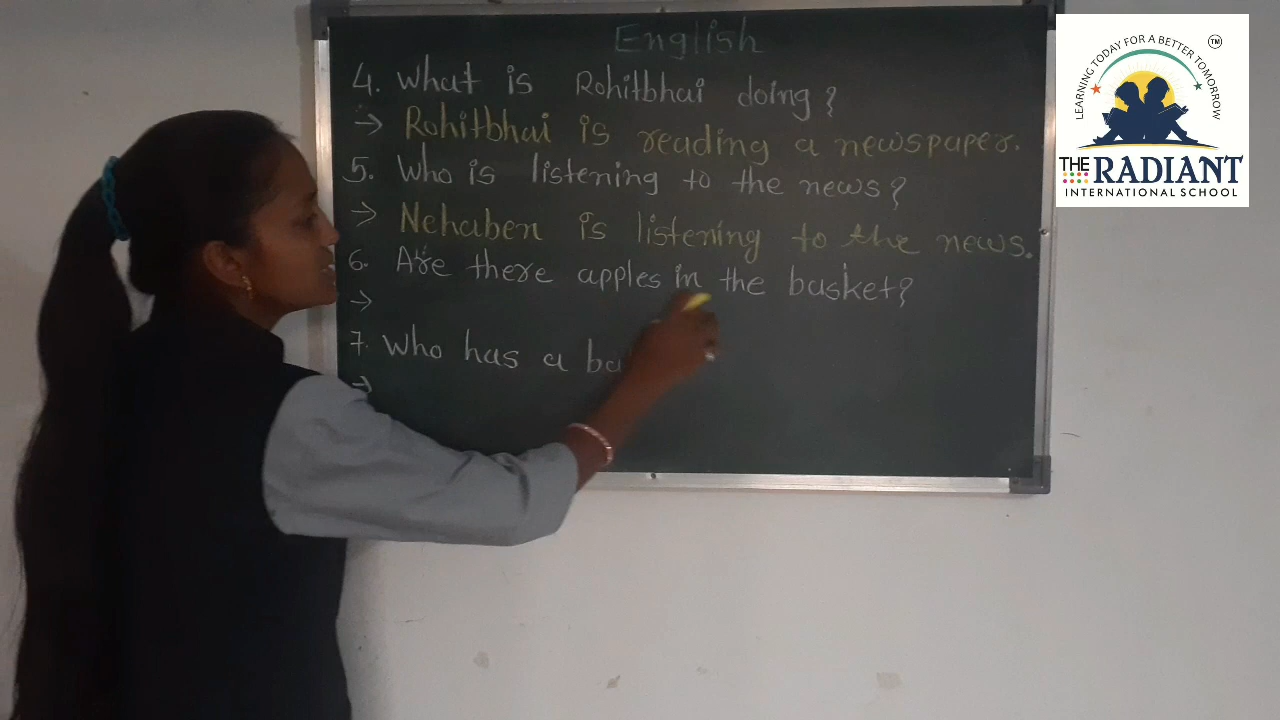 English
4. What is Rohitbhai doing?
→ Rohitbhai is reading a newspaper.
5. Who is listening to the news?
→ Nehaben is listening to the news.
6. Are there apples in the basket?
→
7. Who has a
→
LEARNING TODAY FOR A BETTER TOMORROW
TM
THE RADIANT
INTERNATIONAL SCHOOL